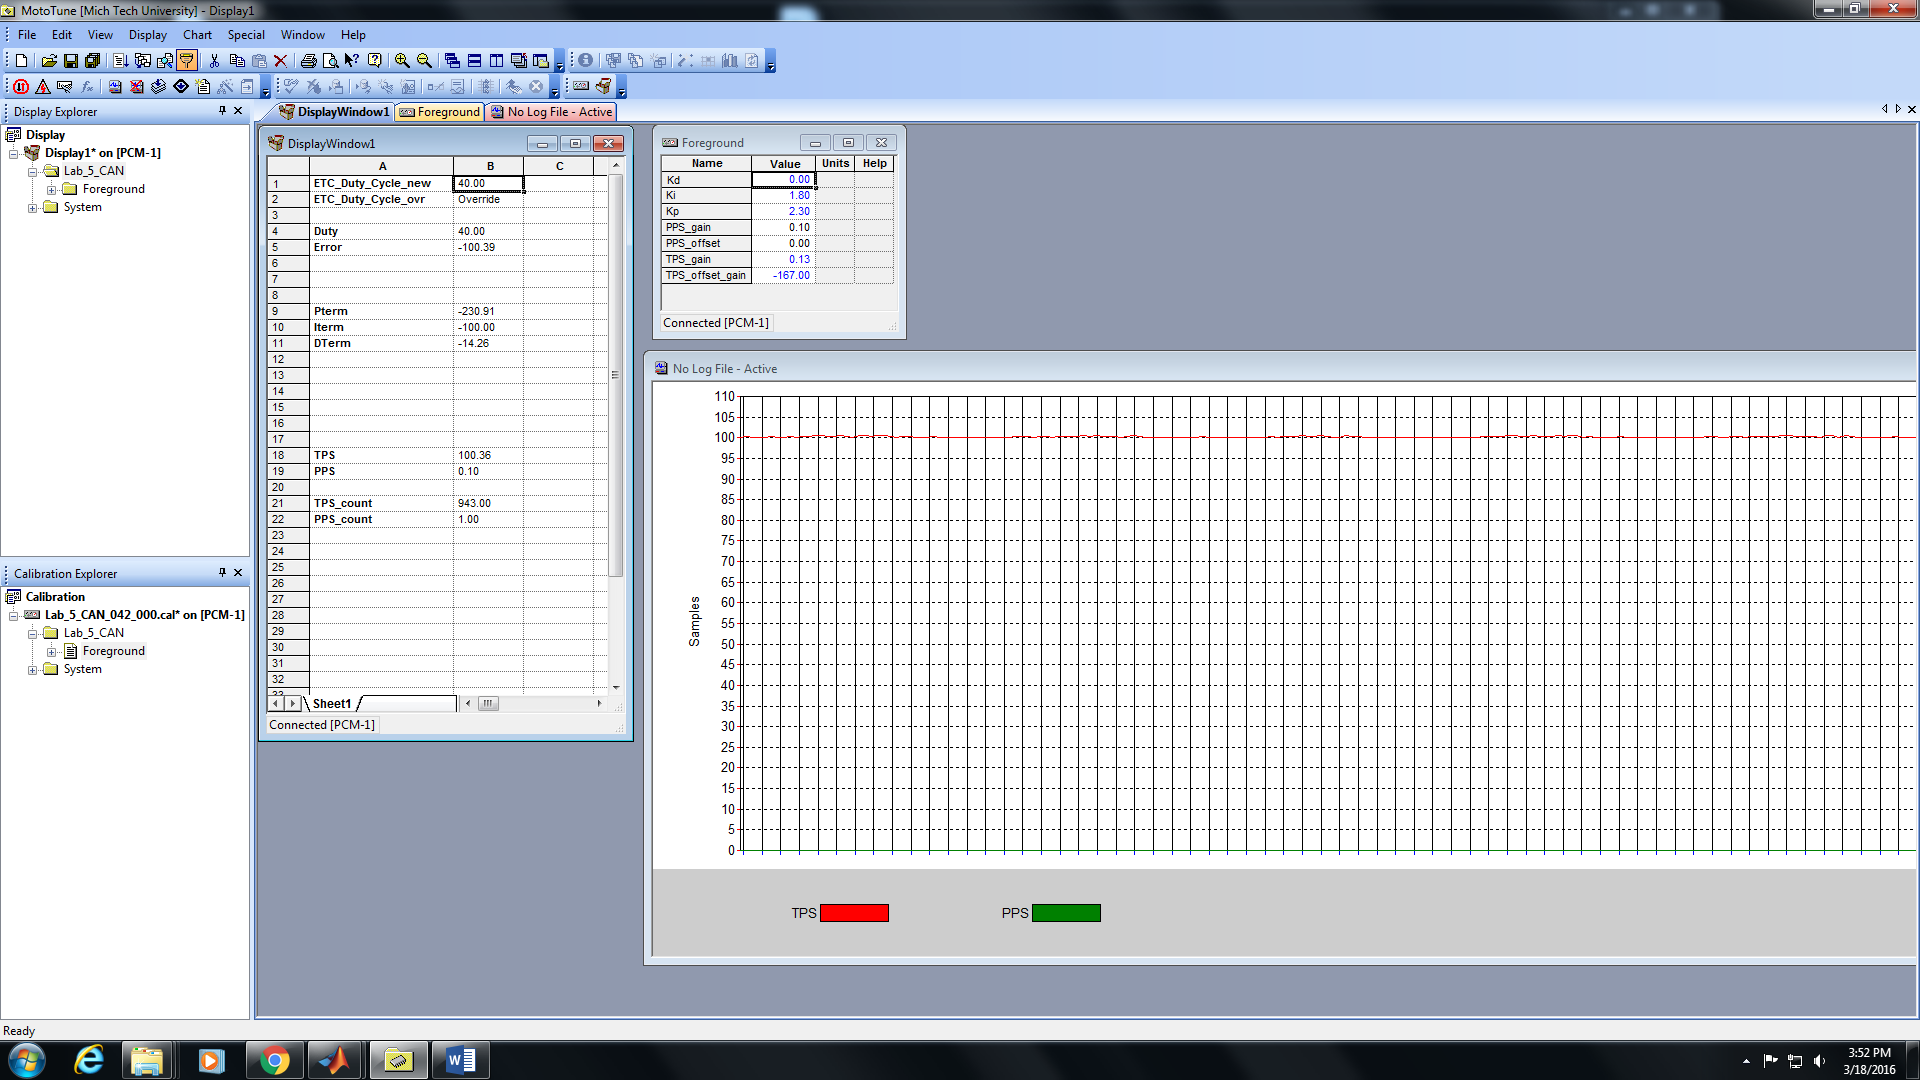 MotoTune [Mich Tech University] - Display1
File Edit View Display Chart Special Window Help
Display Explorer
Display
Display1* on [PCM-1]
Lab_5_CAN
Foreground
System
Calibration Explorer
Calibration
Lab_5_CAN_042_000.cal* on [PCM-1]
Lab_5_CAN
Foreground
System
DisplayWindow1 Foreground No Log File - Active
DisplayWindow1
A B C
1 ETC_Duty_Cycle_new 40.00
2 ETC_Duty_Cycle_ovr Override
3
4 Duty 40.00
5 Error -100.39
6
7
8
9 Pterm -230.91
10 Iterm -100.00
11 DTerm -14.26
12
13
14
15
16
17
18 TPS 100.36
19 PPS 0.10
20
21 TPS_count 943.00
22 PPS_count 1.00
23
24
25
26
27
28
29
30
31
32
33
Sheet1
Connected [PCM-1]
Foreground
Name Value Units Help
Kd 0.00
Ki 1.80
Kp 2.30
PPS_gain 0.10
PPS_offset 0.00
TPS_gain 0.13
TPS_offset_gain -167.00
Connected [PCM-1]
No Log File - Active
110
105
100
95
90
85
80
75
70
65
60
55
50
45
40
35
30
25
20
15
10
5
0
Samples
TPS PPS
Ready
3:52 PM
3/18/2016